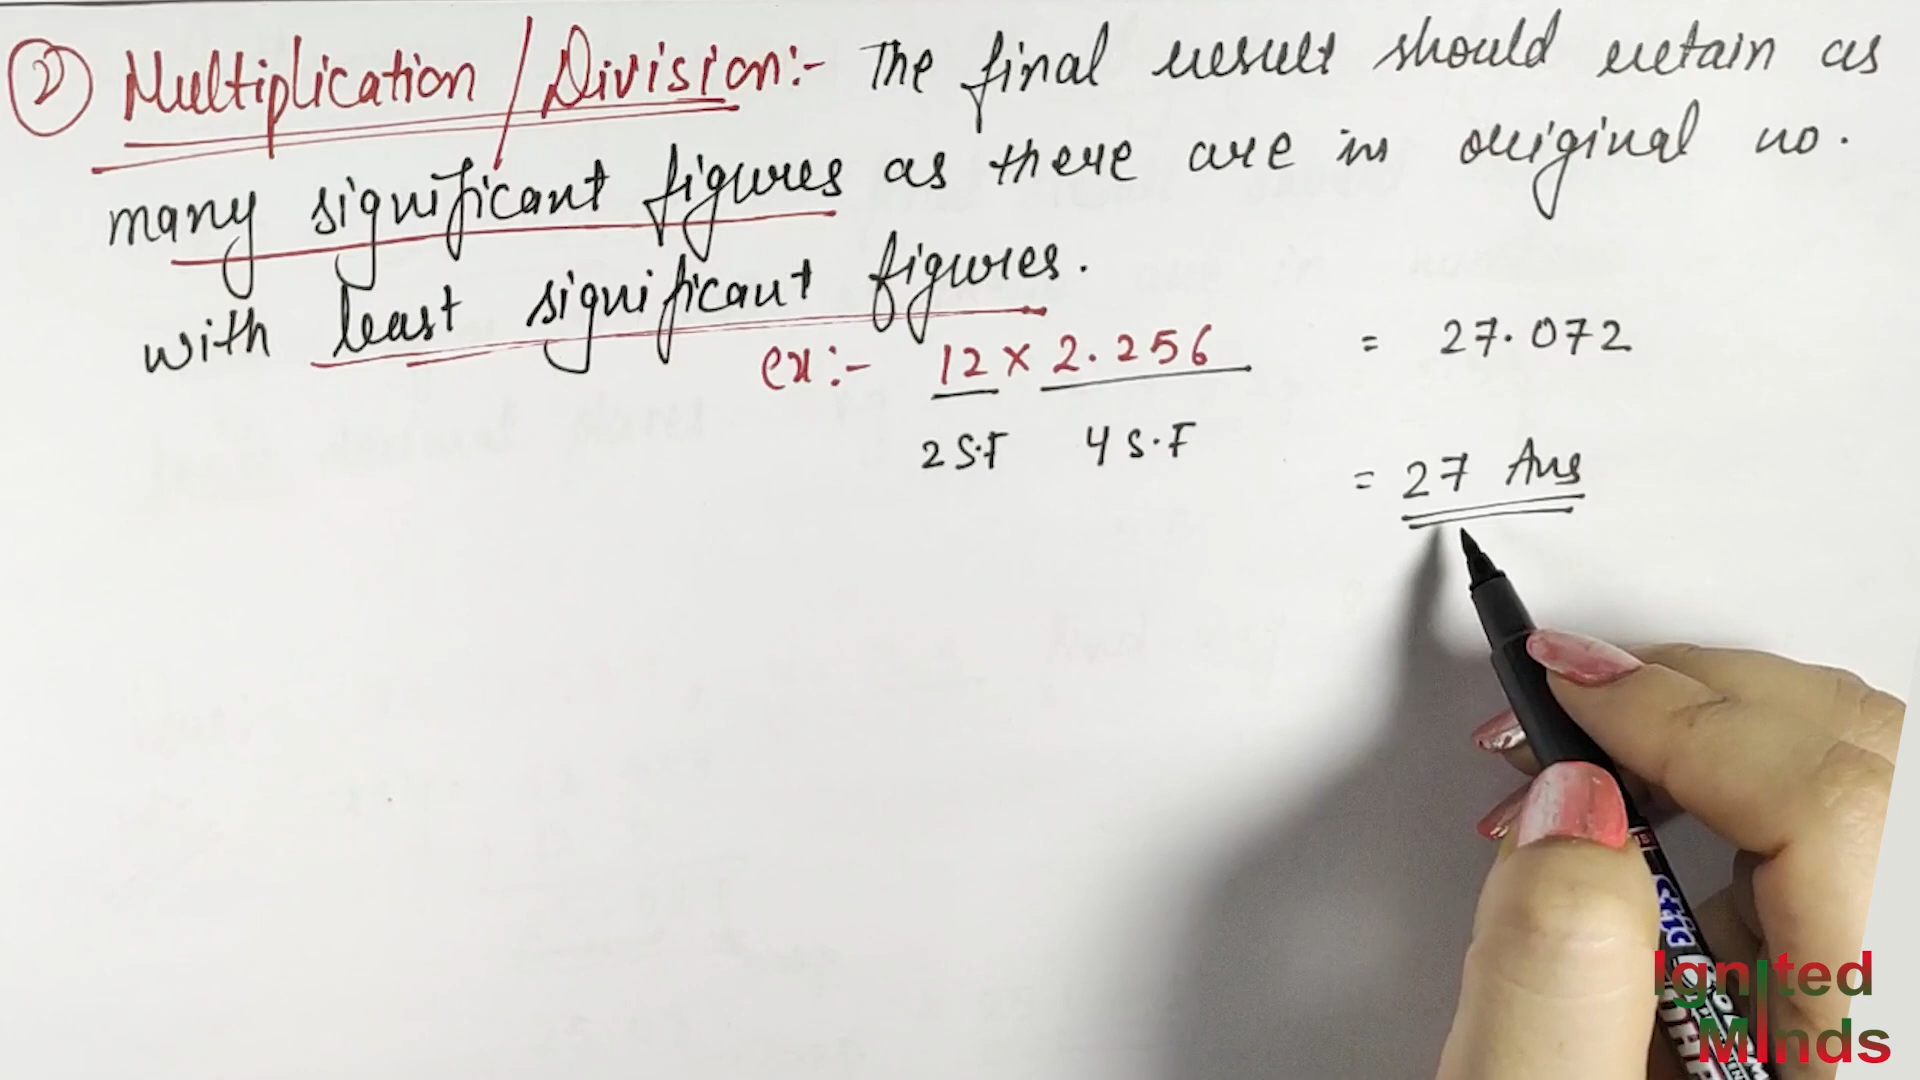 ② Multiplication / Division:- The final result should retain as
many significant figures as there are in original no.
with least significant figures.
ex:- 12 x 2.256 = 27.072
2 S.F 4 S.F
= 27 Ans
Stic
Ignited
Minds